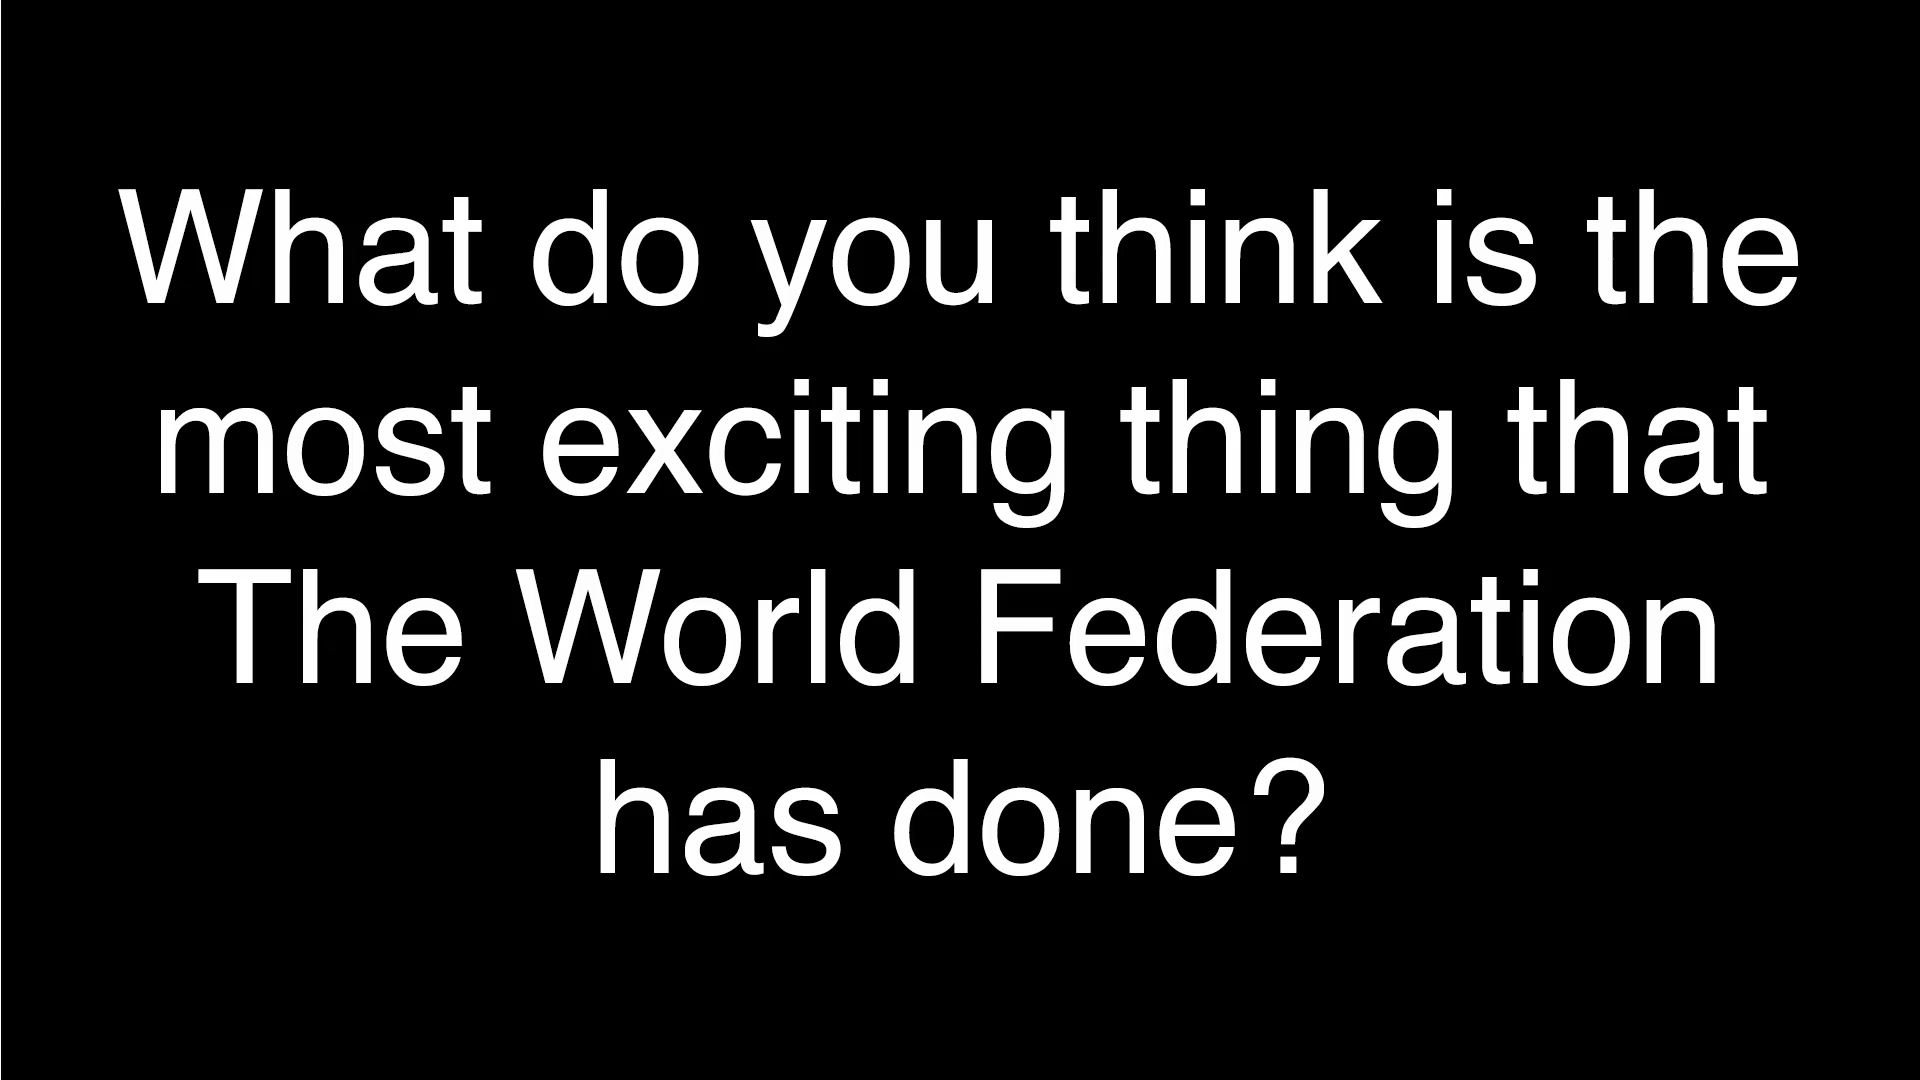 What do you think is the
most exciting thing that
The World Federation
has done?